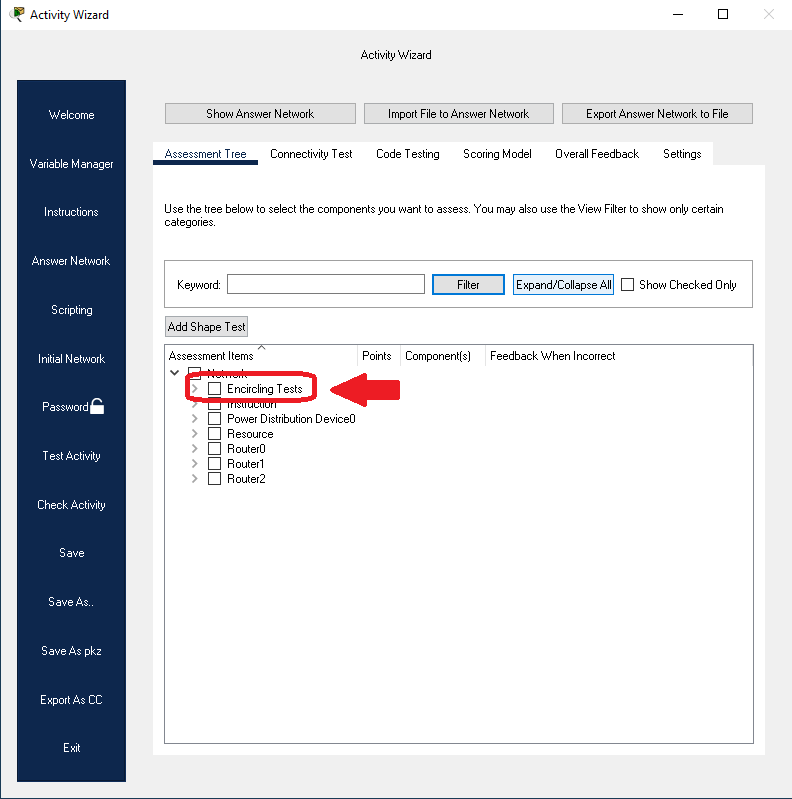 Activity Wizard
Activity Wizard
Welcome
Variable Manager
Instructions
Answer Network
Scripting
Initial Network
Password
Test Activity
Check Activity
Save
Save As..
Save As pkz
Export As CC
Exit
Show Answer Network
Import File to Answer Network
Export Answer Network to File
Assessment Tree
Connectivity Test
Code Testing
Scoring Model
Overall Feedback
Settings
Use the tree below to select the components you want to assess. You may also use the View Filter to show only certain
categories.
Keyword:
Filter
Expand/Collapse All
Show Checked Only
Add Shape Test
Assessment Items
Points
Component(s)
Feedback When Incorrect
Network
Encircling Tests
Instruction
Power Distribution Device0
Resource
Router0
Router1
Router2